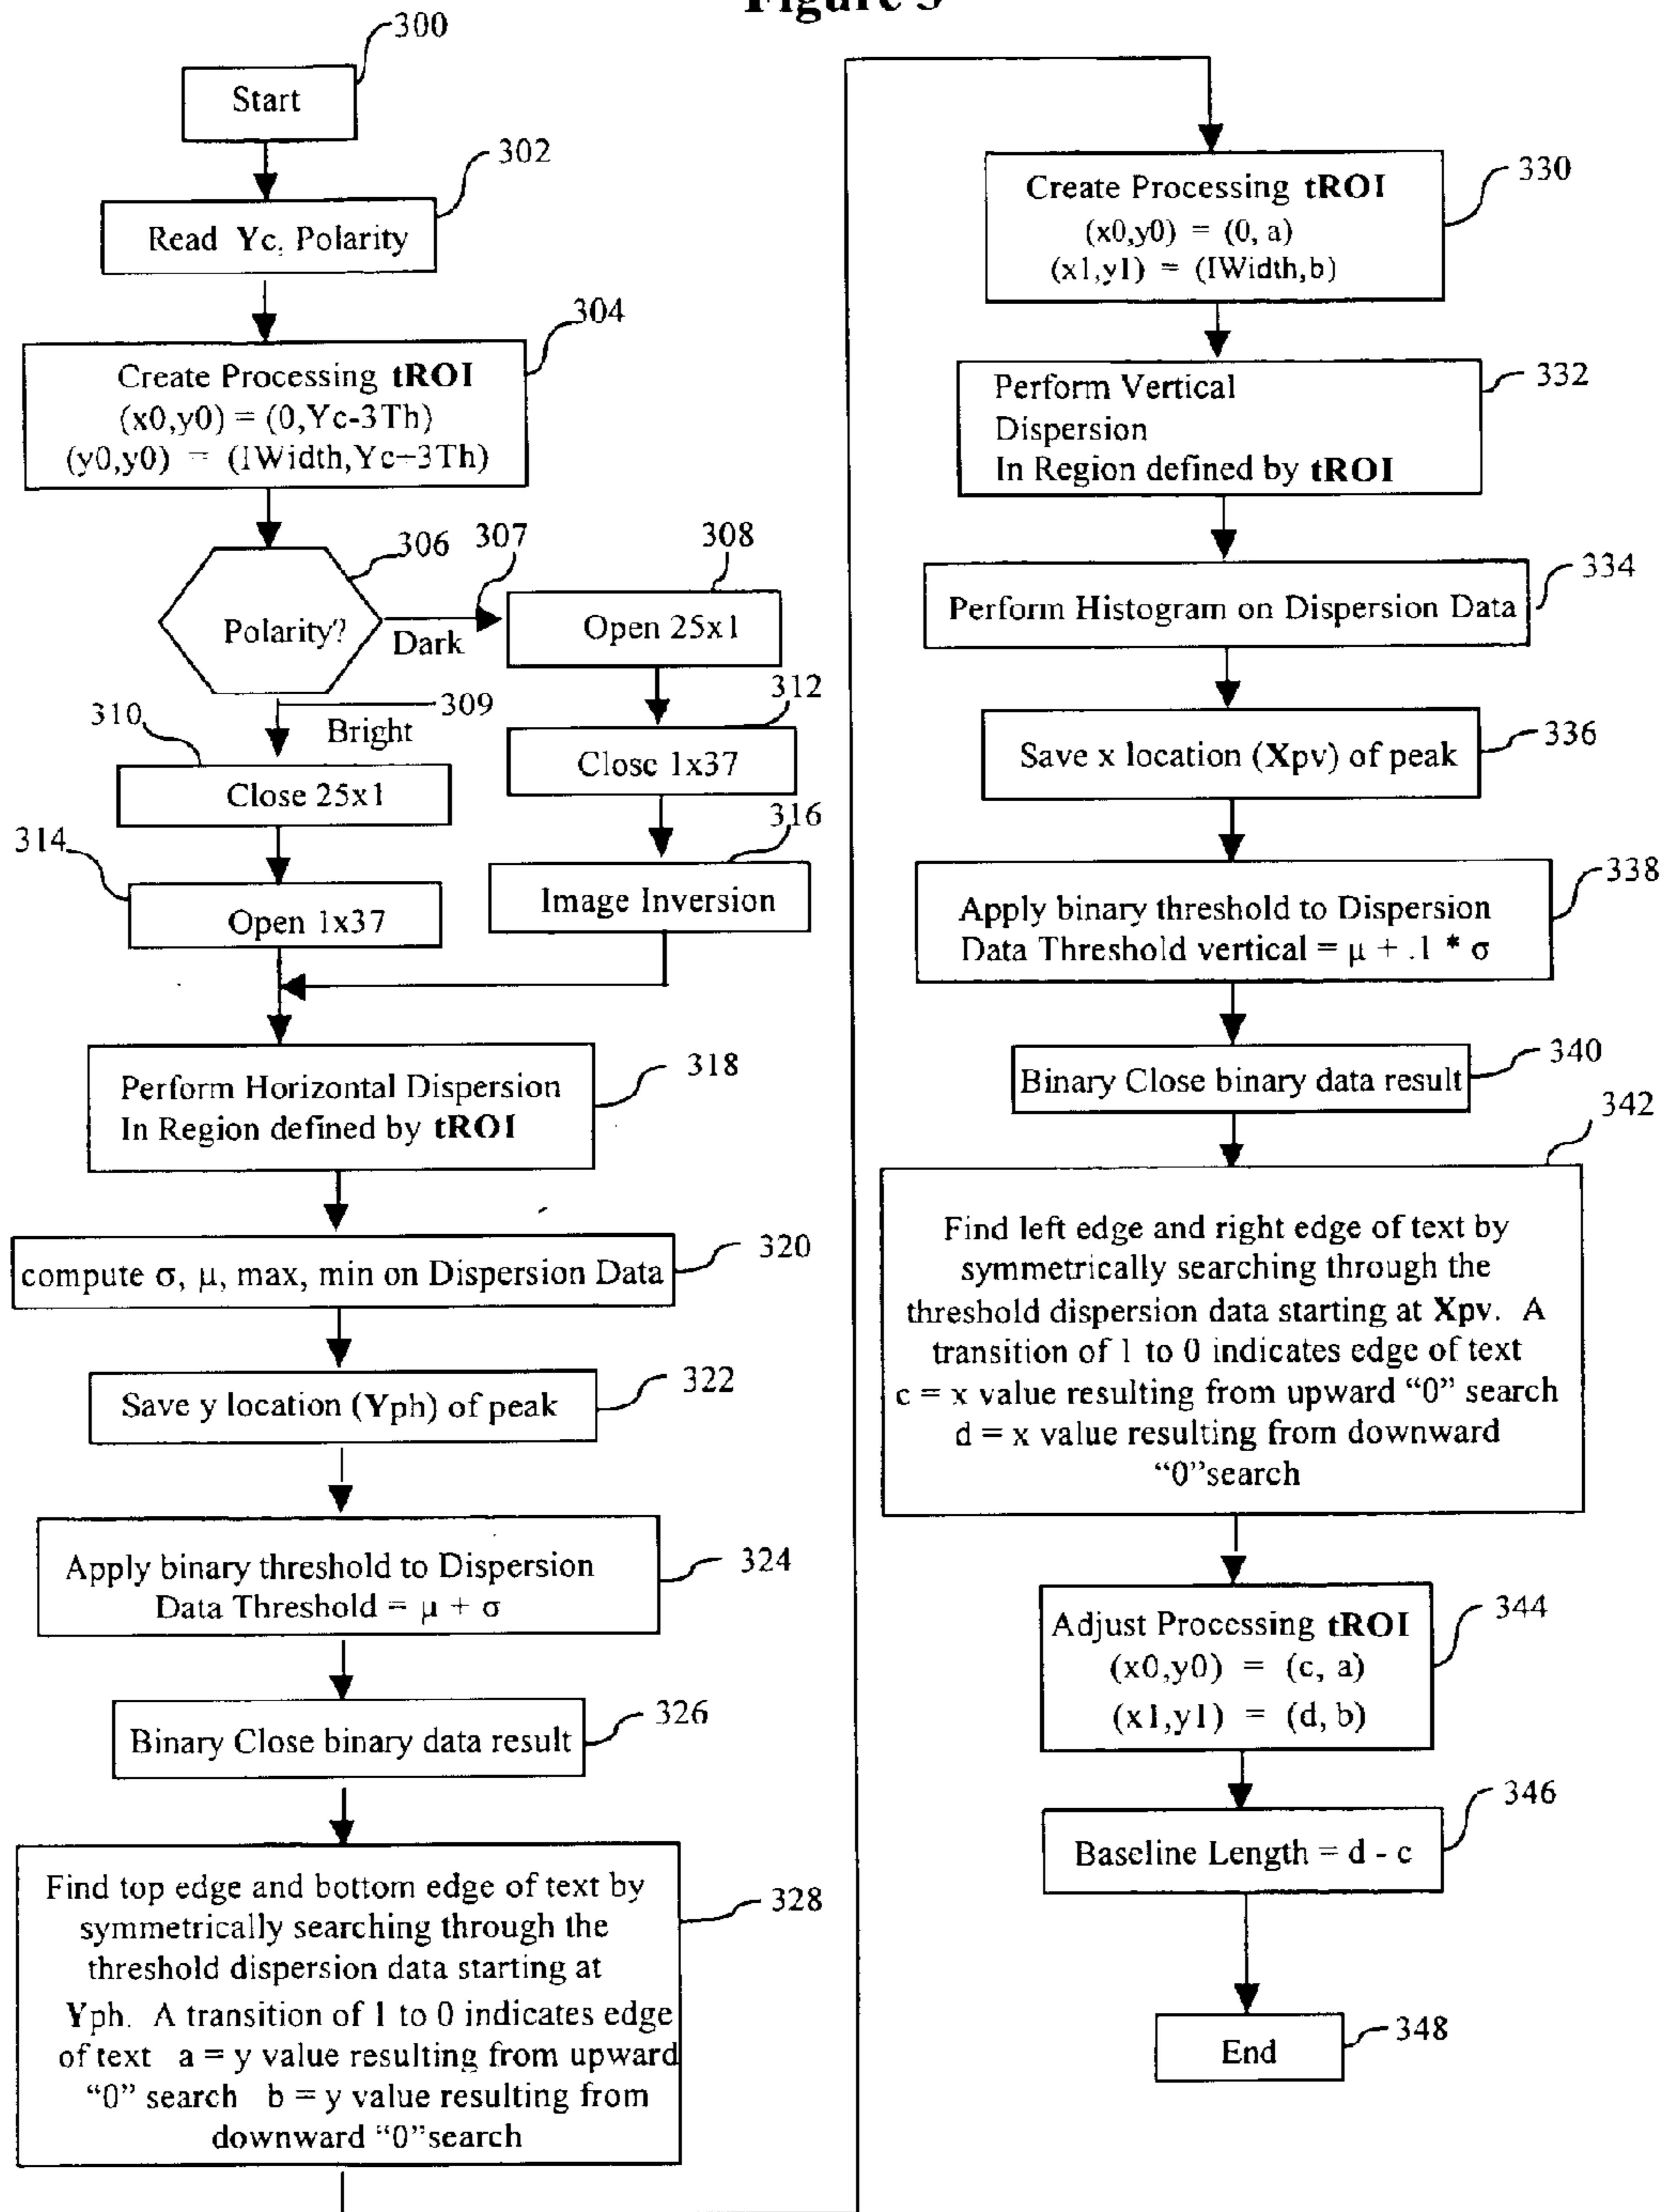 300
Start
302
Read Yc, Polarity
304
Create Processing tROI
(x0,y0) = (0,Yc-3Th)
(y0,y0) = (IWidth,Yc-3Th)
306
307
308
Polarity?
Dark
Open 25x1
312
309
310
Bright
Close 1x37
Close 25x1
316
314
Image Inversion
Open 1x37
318
Perform Horizontal Dispersion
In Region defined by tROI
320
compute σ, μ, max, min on Dispersion Data
322
Save y location (Yph) of peak
324
Apply binary threshold to Dispersion
Data Threshold = μ + σ
326
Binary Close binary data result
328
Find top edge and bottom edge of text by
symmetrically searching through the
threshold dispersion data starting at
Yph. A transition of 1 to 0 indicates edge
of text a = y value resulting from upward
“0” search b = y value resulting from
downward “0”search
330
Create Processing tROI
(x0,y0) = (0, a)
(x1,y1) = (IWidth,b)
332
Perform Vertical
Dispersion
In Region defined by tROI
334
Perform Histogram on Dispersion Data
336
Save x location (Xpv) of peak
338
Apply binary threshold to Dispersion
Data Threshold vertical = μ + .1 * σ
340
Binary Close binary data result
342
Find left edge and right edge of text by
symmetrically searching through the
threshold dispersion data starting at Xpv. A
transition of 1 to 0 indicates edge of text
c = x value resulting from upward “0” search
d = x value resulting from downward
“0”search
344
Adjust Processing tROI
(x0,y0) = (c, a)
(x1,y1) = (d, b)
346
Baseline Length = d - c
348
End